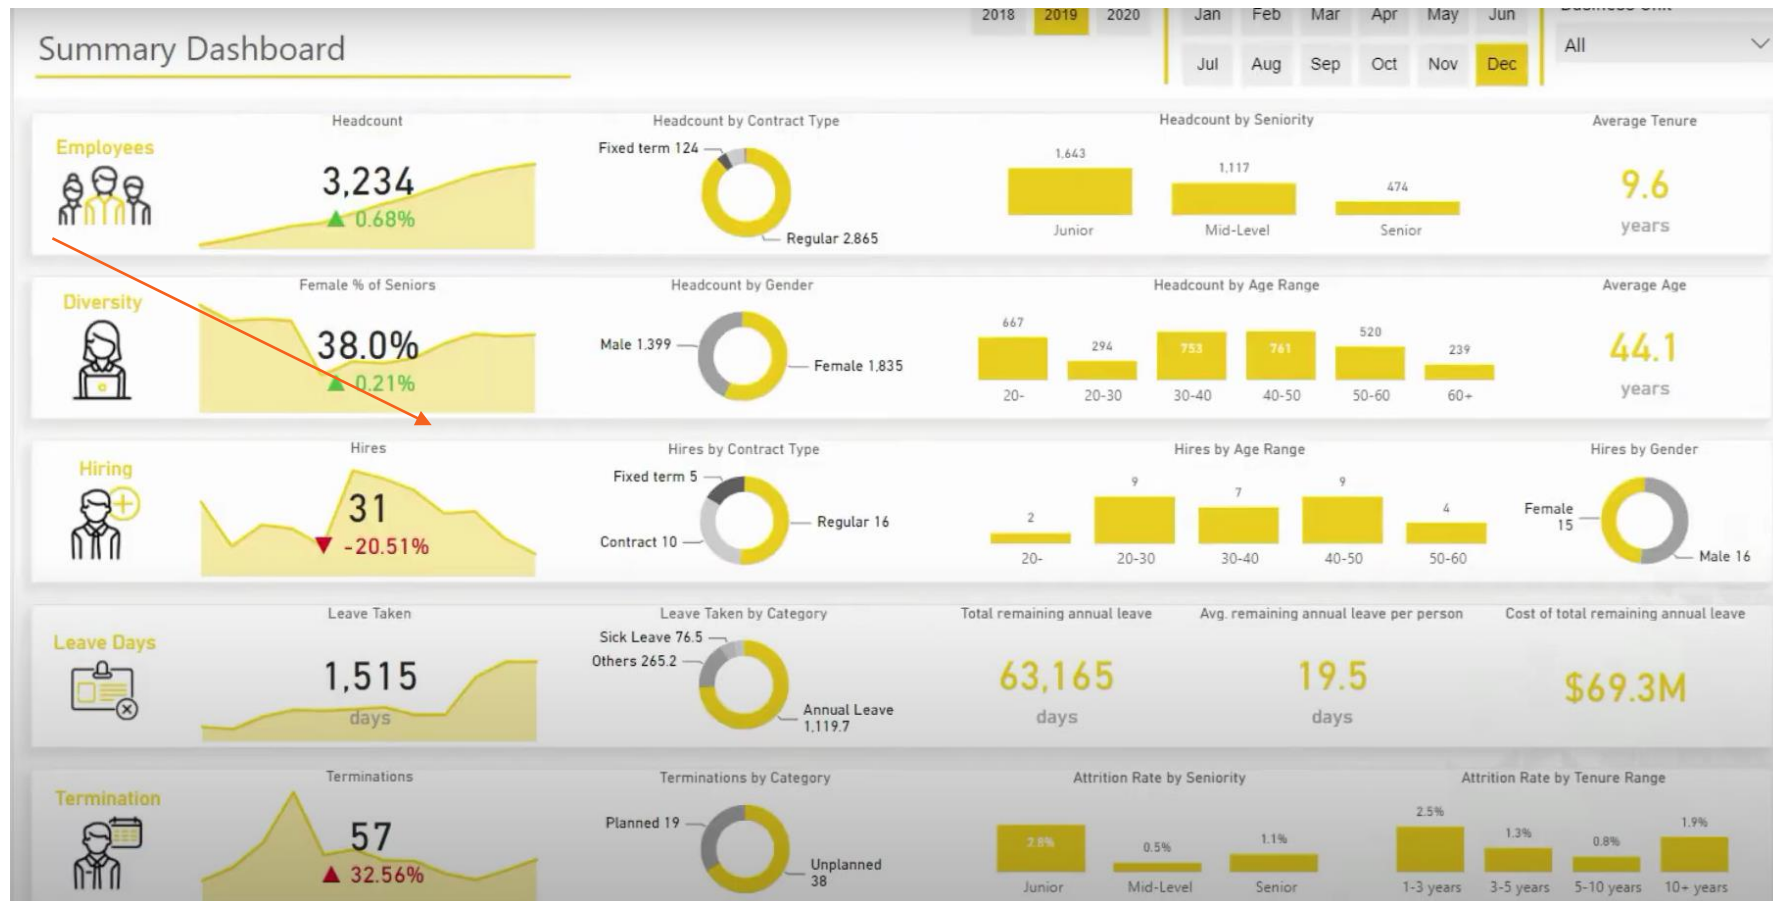 2018 2019 2020
Jan Feb Mar Apr May Jun
Business Unit
Summary Dashboard
All
Jul Aug Sep Oct Nov Dec
Employees
Headcount
3,234
0.68%
Headcount by Contract Type
Fixed term 124
Regular 2,865
Headcount by Seniority
1,643 1,117 474
Junior Mid-Level Senior
Average Tenure
9.6
years
Diversity
Female % of Seniors
38.0%
0.21%
Headcount by Gender
Male 1,399
Female 1,835
Headcount by Age Range
667 294 753 761 520 239
20- 20-30 30-40 40-50 50-60 60+
Average Age
44.1
years
Hiring
Hires
31
-20.51%
Hires by Contract Type
Fixed term 5
Regular 16
Contract 10
Hires by Age Range
2 9 7 9 4
20- 20-30 30-40 40-50 50-60
Hires by Gender
Female
15
Male 16
Leave Days
Leave Taken
1,515
days
Leave Taken by Category
Sick Leave 76.5
Others 265.2
Annual Leave
1,119.7
Total remaining annual leave
63,165
days
Avg. remaining annual leave per person
19.5
days
Cost of total remaining annual leave
$69.3M
Termination
Terminations
57
32.56%
Terminations by Category
Planned 19
Unplanned
38
Attrition Rate by Seniority
2.8% 0.5% 1.1%
Junior Mid-Level Senior
Attrition Rate by Tenure Range
2.5% 1.3% 0.8% 1.9%
1-3 years 3-5 years 5-10 years 10+ years